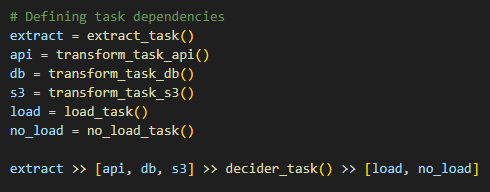 # Defining task dependencies
extract = extract_task()
api = transform_task_api()
db = transform_task_db()
s3 = transform_task_s3()
load = load_task()
no_load = no_load_task()
extract >> [api, db, s3] >> decider_task() >> [load, no_load]